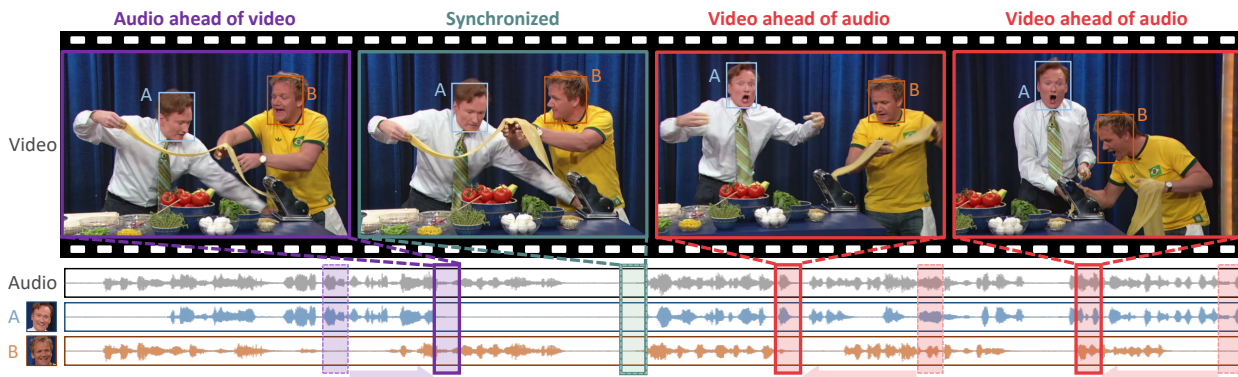 Audio ahead of video
Synchronized
Video ahead of audio
Video ahead of audio
A
B
A
B
A
B
A
B
Video
Audio
A
B